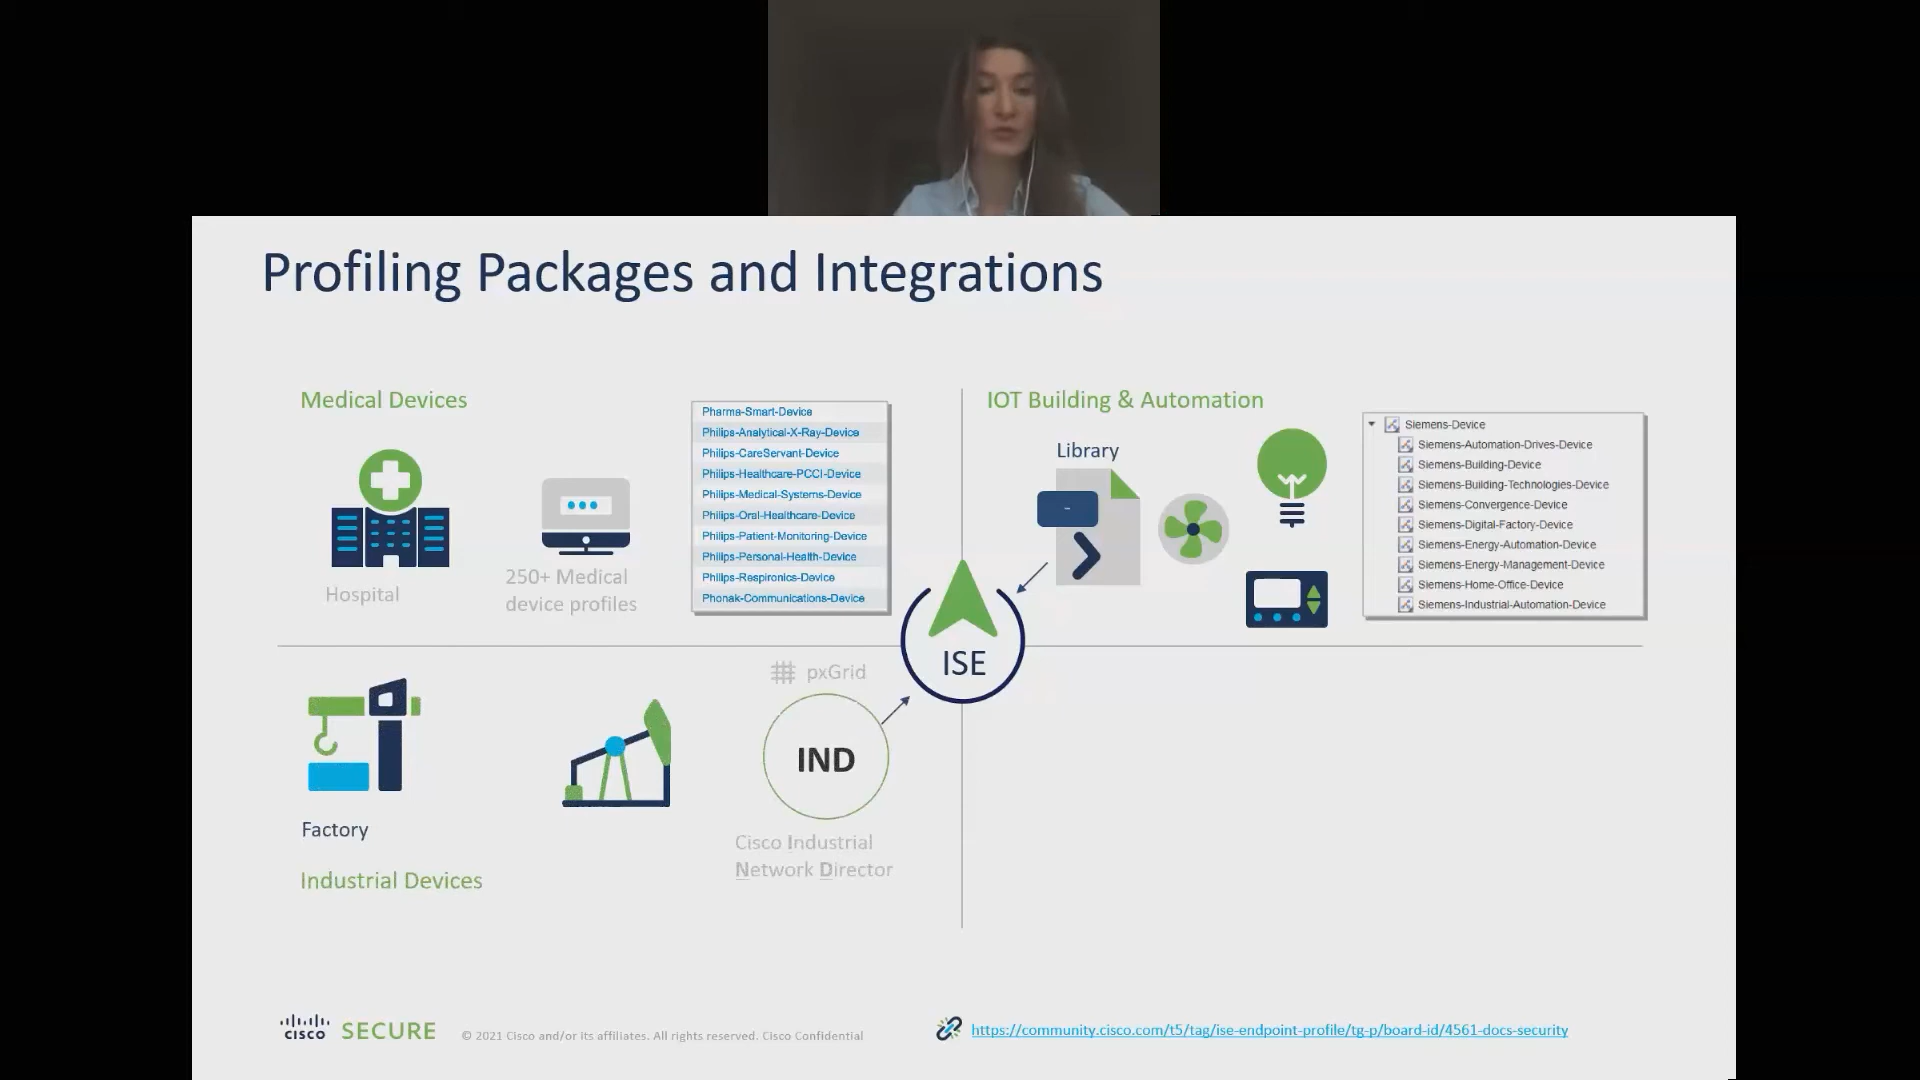 Profiling Packages and Integrations
Medical Devices
Hospital
250+ Medical
device profiles
Pharma-Smart-Device
Philips-Analytical-X-Ray-Device
Philips-CareServant-Device
Philips-Healthcare-PCCI-Device
Philips-Medical-Systems-Device
Philips-Oral-Healthcare-Device
Philips-Patient-Monitoring-Device
Philips-Personal-Health-Device
Philips-Respironics-Device
Phonak-Communications-Device
IOT Building & Automation
Library
Siemens-Device
Siemens-Automation-Drives-Device
Siemens-Building-Device
Siemens-Building-Technologies-Device
Siemens-Convergence-Device
Siemens-Digital-Factory-Device
Siemens-Energy-Automation-Device
Siemens-Energy-Management-Device
Siemens-Home-Office-Device
Siemens-Industrial-Automation-Device
ISE
pxGrid
IND
Cisco Industrial
Network Director
Factory
Industrial Devices
CISCO SECURE
© 2021 Cisco and/or its affiliates. All rights reserved. Cisco Confidential
https://community.cisco.com/t5/tag/ise-endpoint-profile/tg-p/board-id/4561-docs-security